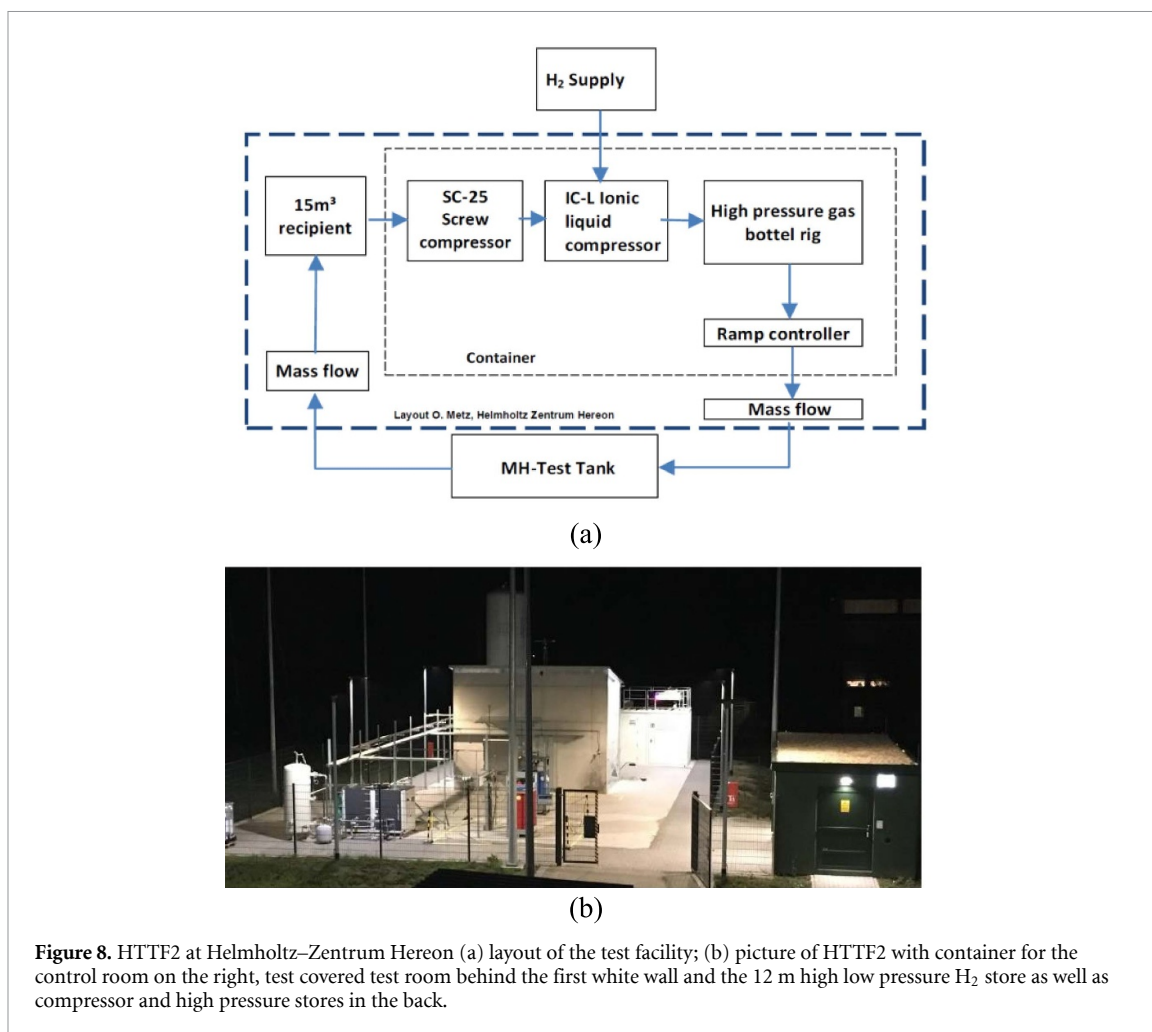 H₂ Supply
15m³
recipient
SC-25
Screw
compressor
IC-L Ionic
liquid
compressor
High pressure gas
bottel rig
Ramp controller
Container
Mass flow
Mass flow
Layout O. Metz, Helmholtz Zentrum Hereon
MH-Test Tank
(a)
(b)
Figure 8. HTTF2 at Helmholtz–Zentrum Hereon (a) layout of the test facility; (b) picture of HTTF2 with container for the
control room on the right, test covered test room behind the first white wall and the 12 m high low pressure H₂ store as well as
compressor and high pressure stores in the back.